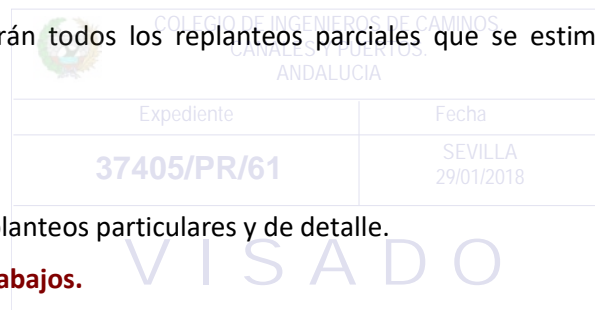 COLEGIO DE INGENIEROS DE CAMINOS
rán todos los replanteos parciales que se estim
CANALES Y PUERTOS.
ANDALUCIA
Expediente Fecha
37405/PR/61 SEVILLA
29/01/2018
planteos particulares y de detalle.
VISADO
abajos.